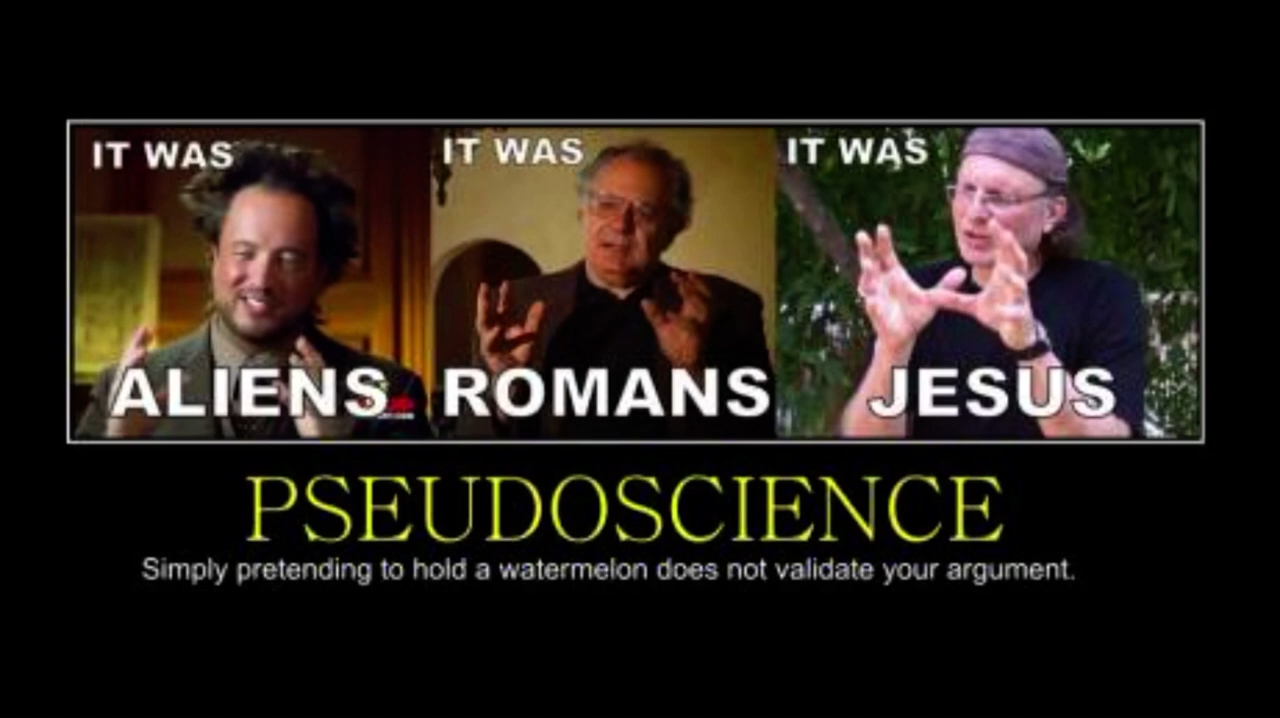 IT WAS
ALIENS
IT WAS
ROMANS
IT WAS
JESUS
PSEUDOSCIENCE
Simply pretending to hold a watermelon does not validate your argument.